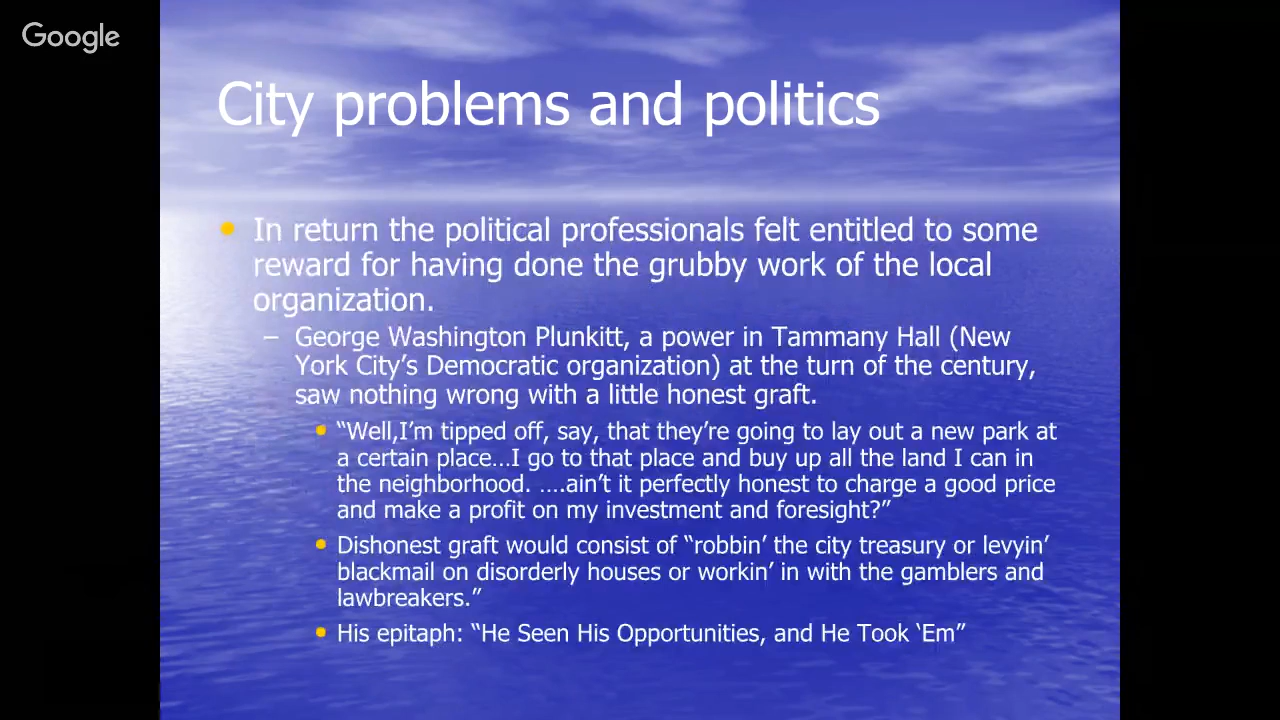 Google
City problems and politics
• In return the political professionals felt entitled to some
reward for having done the grubby work of the local
organization.
– George Washington Plunkitt, a power in Tammany Hall (New
York City’s Democratic organization) at the turn of the century,
saw nothing wrong with a little honest graft.
• “Well,I’m tipped off, say, that they’re going to lay out a new park at
a certain place…I go to that place and buy up all the land I can in
the neighborhood. ….ain’t it perfectly honest to charge a good price
and make a profit on my investment and foresight?”
• Dishonest graft would consist of “robbin’ the city treasury or levyin’
blackmail on disorderly houses or workin’ in with the gamblers and
lawbreakers.”
• His epitaph: “He Seen His Opportunities, and He Took ‘Em”